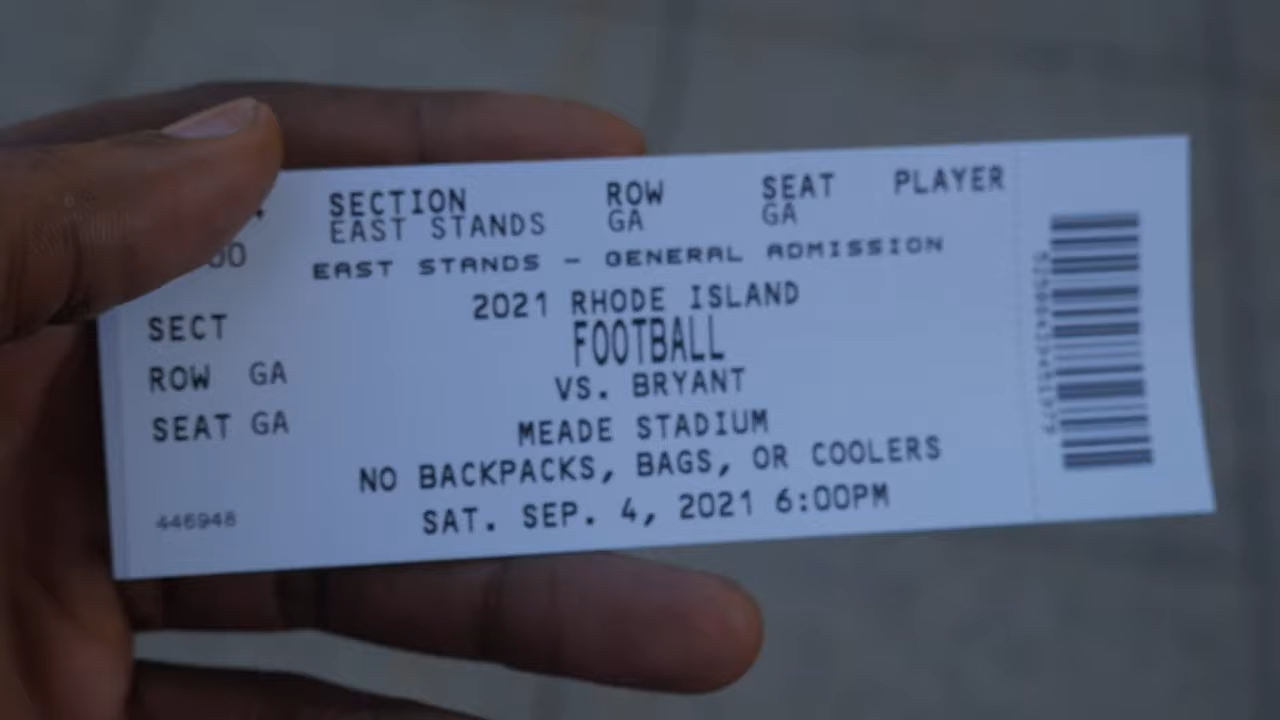 SECTION ROW SEAT PLAYER
EAST STANDS GA GA
00 EAST STANDS - GENERAL ADMISSION
2021 RHODE ISLAND
SECT FOOTBALL
ROW GA VS. BRYANT
SEAT GA MEADE STADIUM
NO BACKPACKS, BAGS, OR COOLERS
446948 SAT. SEP. 4, 2021 6:00PM